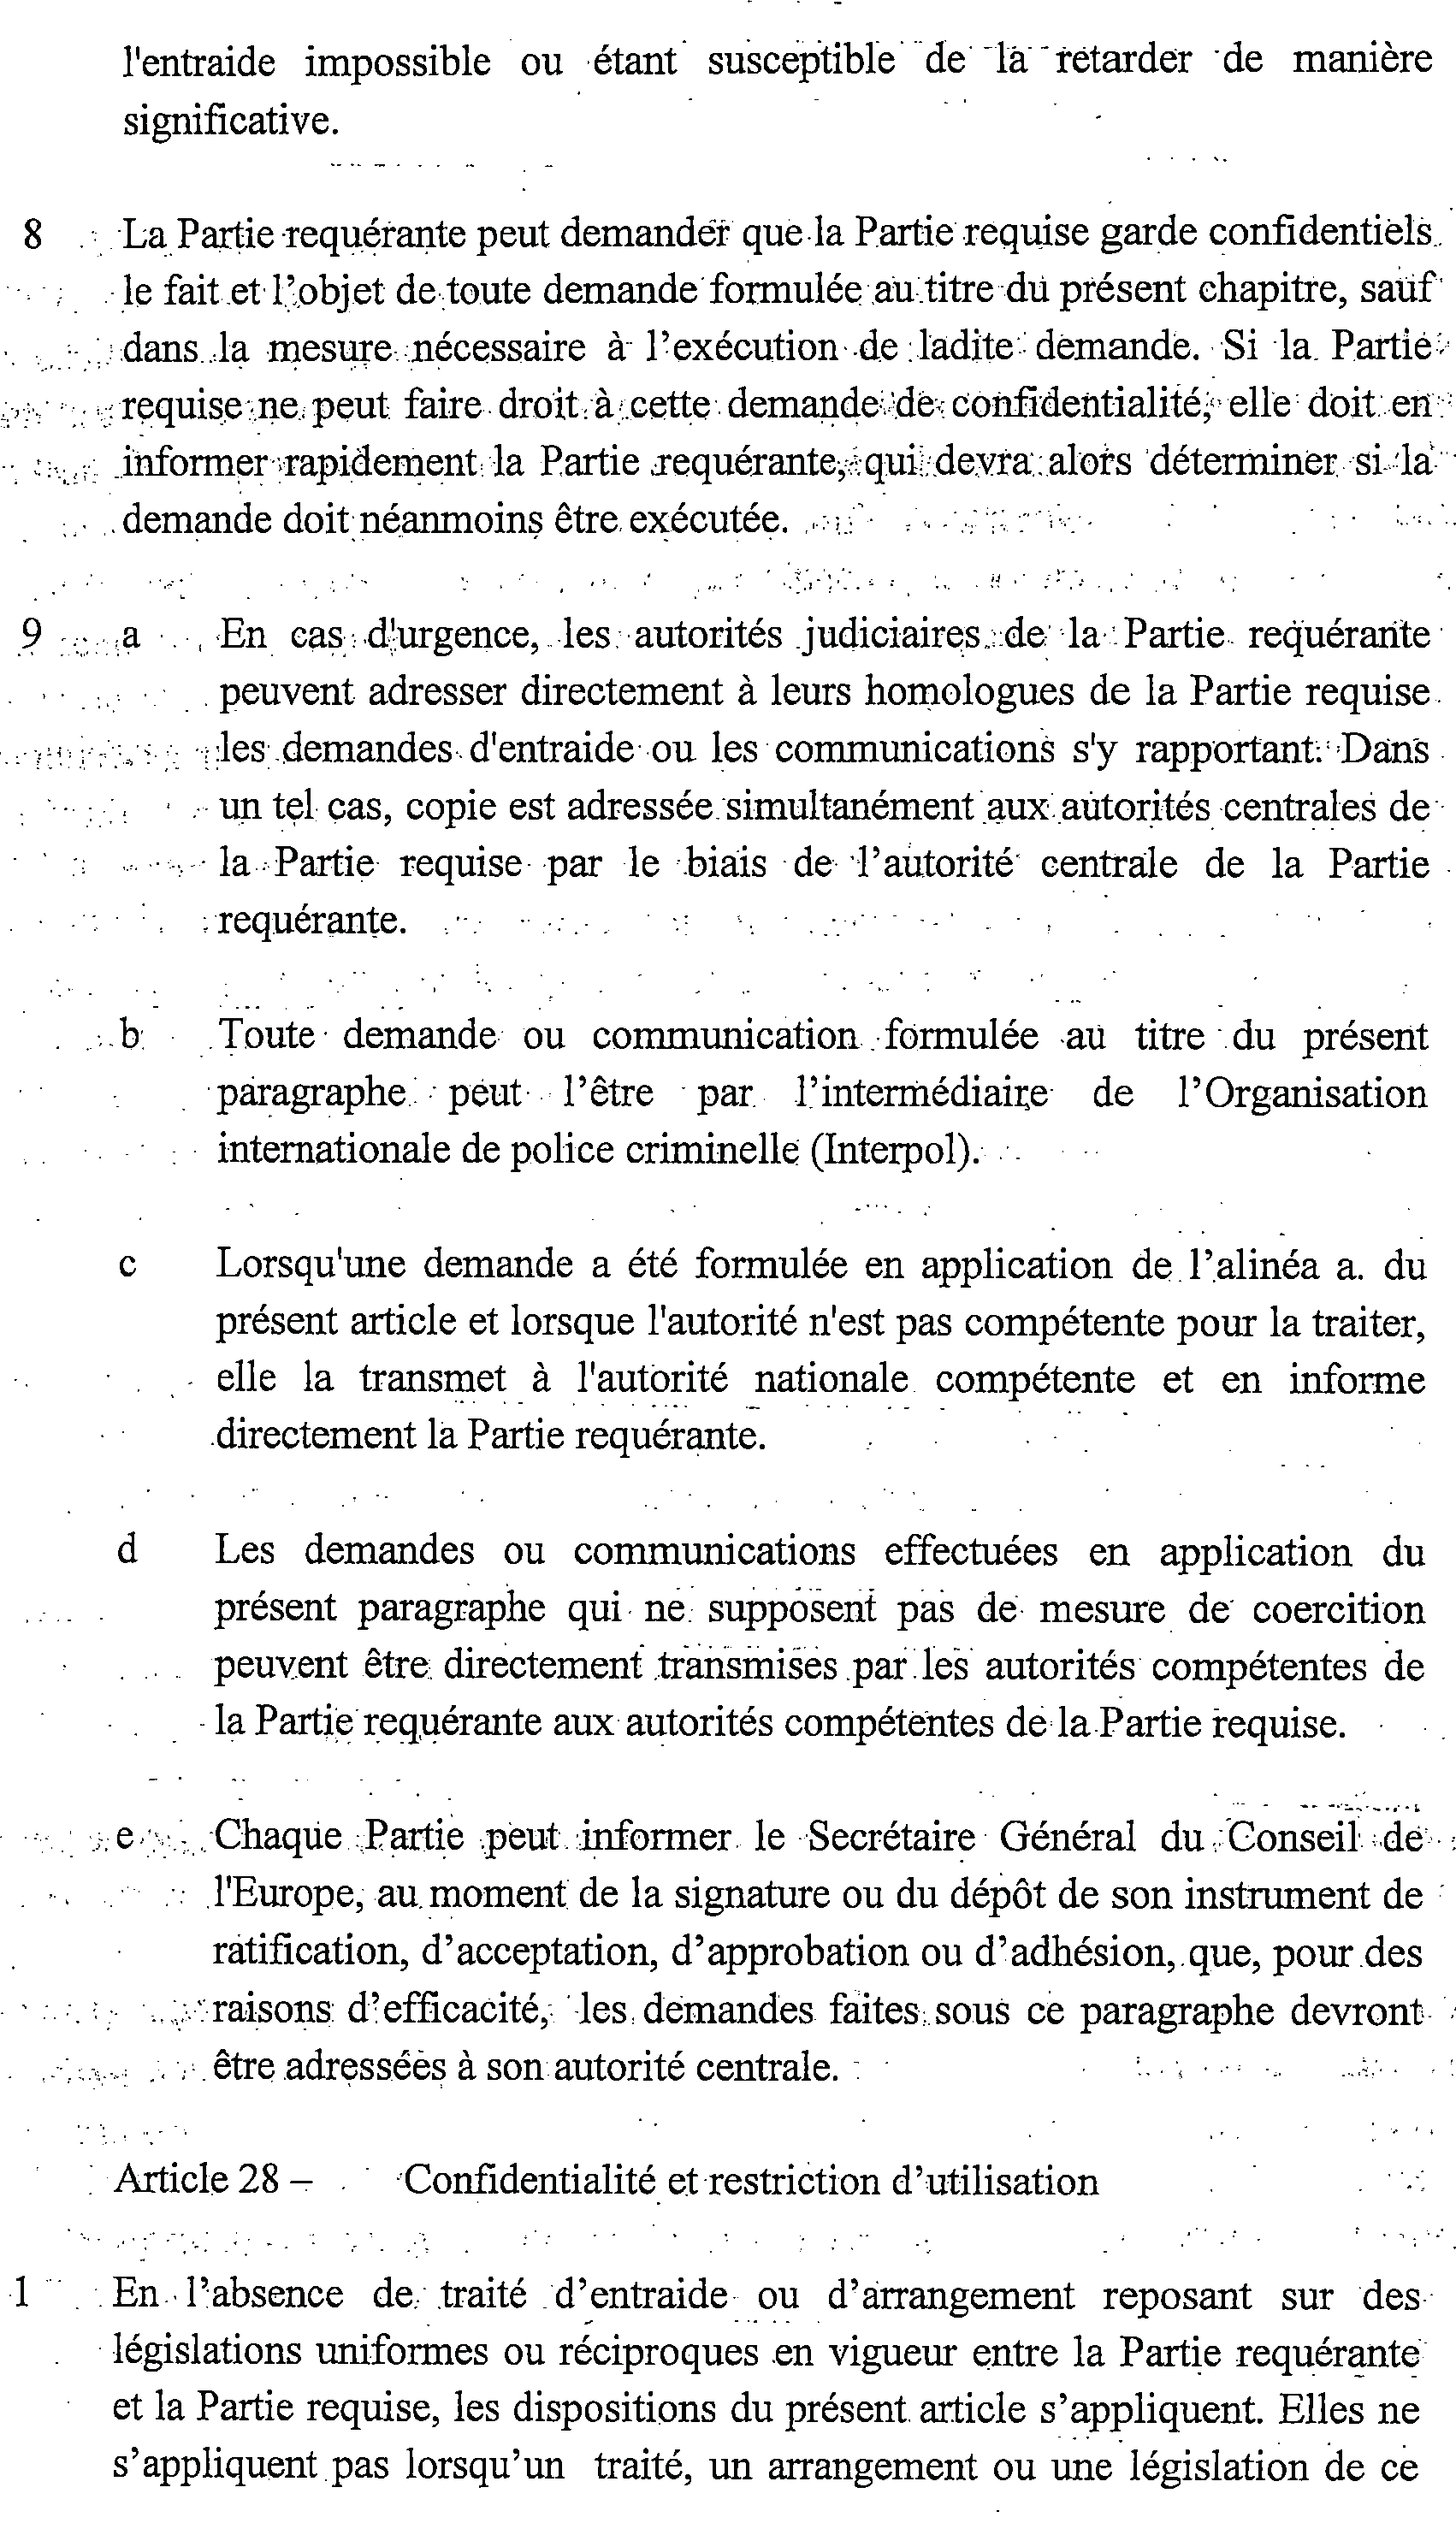 l'entraide impossible ou étant susceptible de la retarder de manière
significative.
8 La Partie requérante peut demander que la Partie requise garde confidentiels
le fait et l’objet de toute demande formulée au titre du présent chapitre, sauf
dans la mesure nécessaire à l’exécution de ladite demande. Si la Partie
requise ne peut faire droit à cette demande de confidentialité, elle doit en
informer rapidement la Partie requérante, qui devra alors déterminer si la
demande doit néanmoins être exécutée.
9 a En cas d'urgence, les autorités judiciaires de la Partie requérante
peuvent adresser directement à leurs homologues de la Partie requise
les demandes d'entraide ou les communications s'y rapportant. Dans
un tel cas, copie est adressée simultanément aux autorités centrales de
la Partie requise par le biais de l’autorité centrale de la Partie
requérante.
b Toute demande ou communication formulée au titre du présent
paragraphe peut l’être par l’intermédiaire de l’Organisation
internationale de police criminelle (Interpol).
c Lorsqu'une demande a été formulée en application de l’alinéa a. du
présent article et lorsque l'autorité n'est pas compétente pour la traiter,
elle la transmet à l'autorité nationale compétente et en informe
directement la Partie requérante.
d Les demandes ou communications effectuées en application du
présent paragraphe qui ne supposent pas de mesure de coercition
peuvent être directement transmises par les autorités compétentes de
la Partie requérante aux autorités compétentes de la Partie requise.
e Chaque Partie peut informer le Secrétaire Général du Conseil de
l'Europe, au moment de la signature ou du dépôt de son instrument de
ratification, d’acceptation, d’approbation ou d’adhésion, que, pour des
raisons d’efficacité, les demandes faites sous ce paragraphe devront
être adressées à son autorité centrale.
Article 28 – Confidentialité et restriction d’utilisation
1 En l’absence de traité d’entraide ou d’arrangement reposant sur des
législations uniformes ou réciproques en vigueur entre la Partie requérante
et la Partie requise, les dispositions du présent article s’appliquent. Elles ne
s’appliquent pas lorsqu’un traité, un arrangement ou une législation de ce